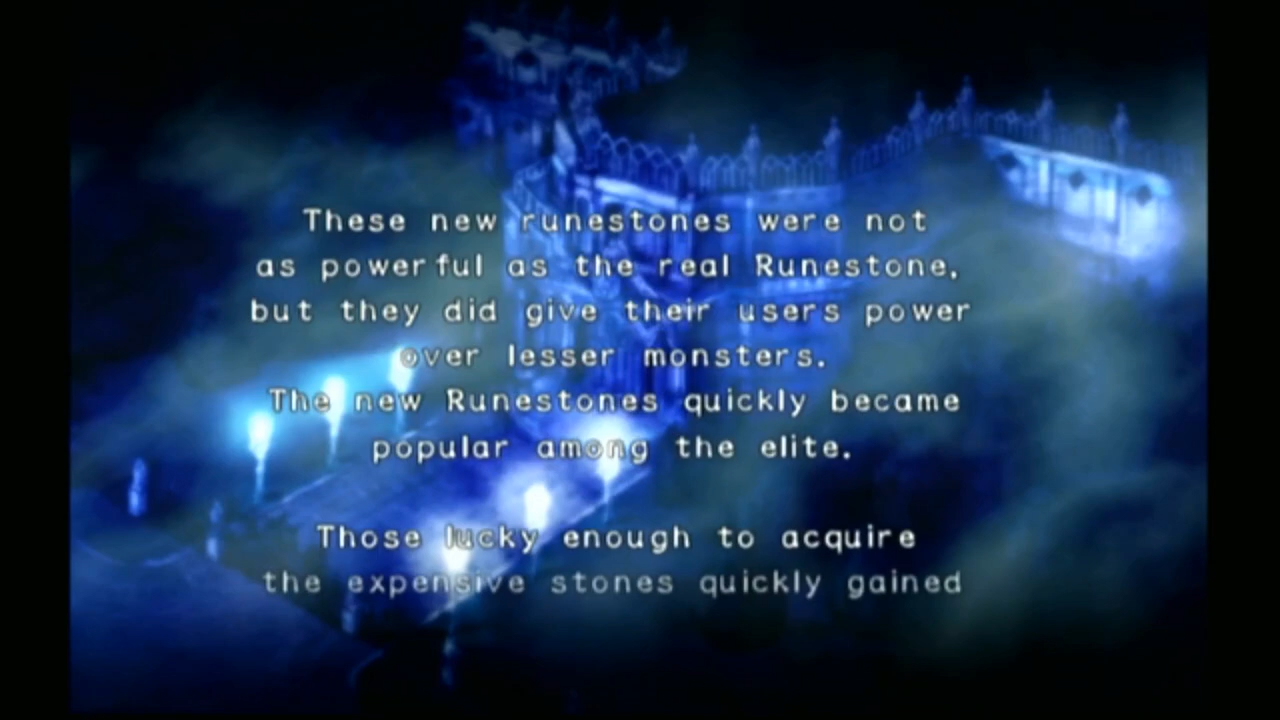 These new runestones were not
as powerful as the real Runestone,
but they did give their users power
over lesser monsters.
The new Runestones quickly became
popular among the elite.
Those lucky enough to acquire
the expensive stones quickly gained